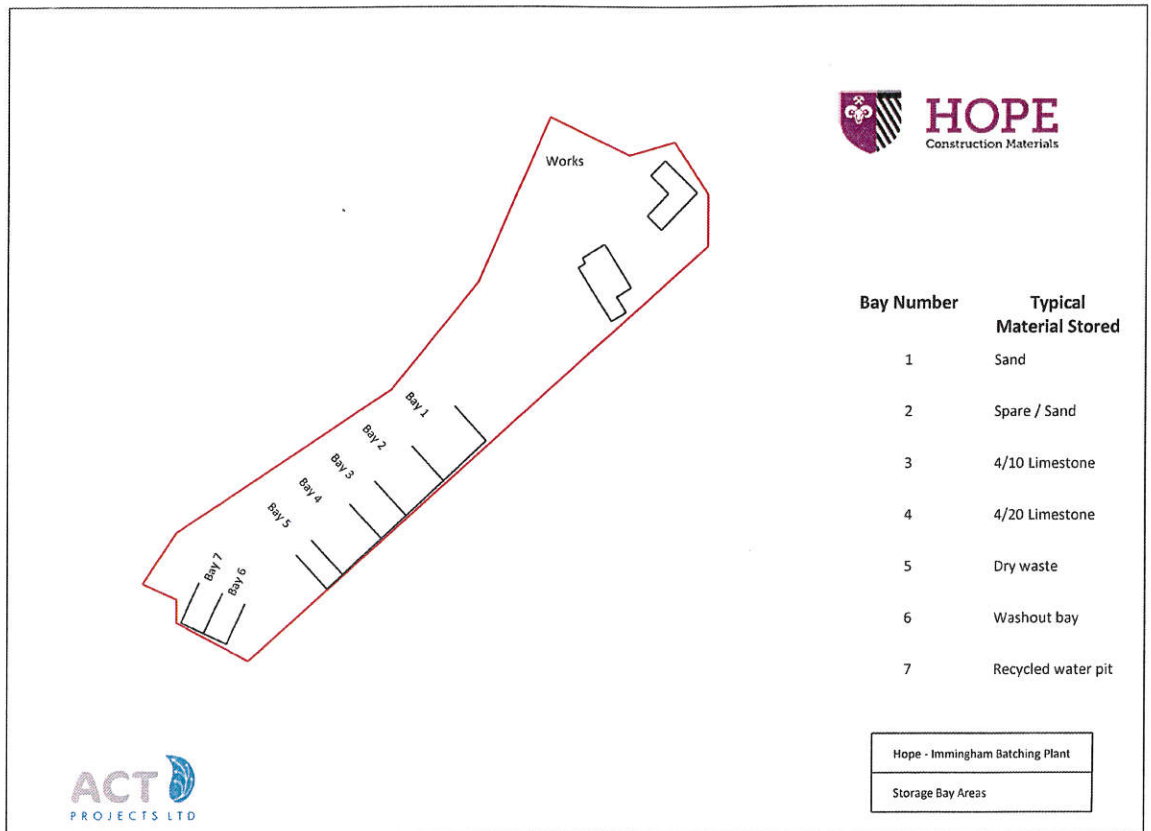 HOPE
Construction Materials
Works
Bay 1
Bay 2
Bay 3
Bay 4
Bay 5
Bay 7
Bay 6
Bay Number Typical
Material Stored
1 Sand
2 Spare / Sand
3 4/10 Limestone
4 4/20 Limestone
5 Dry waste
6 Washout bay
7 Recycled water pit
Hope - Immingham Batching Plant
Storage Bay Areas
ACT
PROJECTS LTD